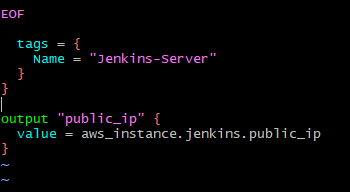 EOF
  tags = {
    Name = "Jenkins-Server"
  }
}
output "public_ip" {
  value = aws_instance.jenkins.public_ip
}
~
~